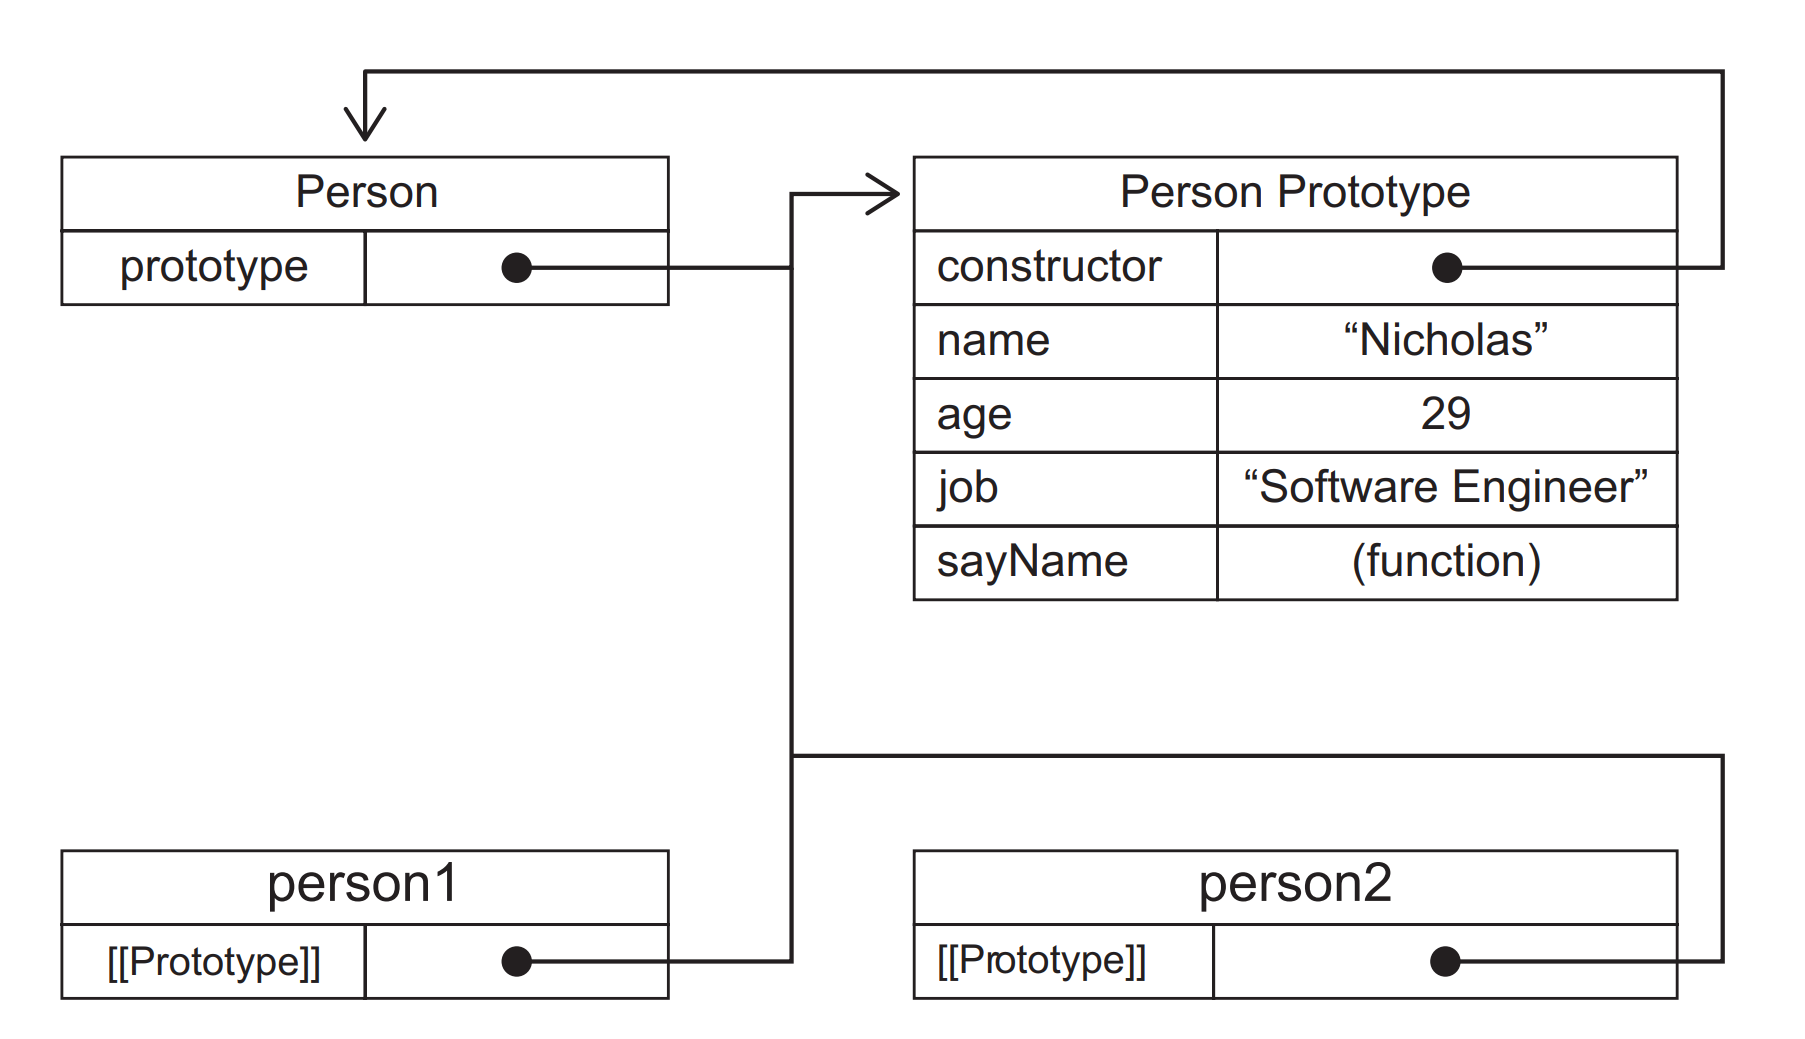 Person
prototype
Person Prototype
constructor
name “Nicholas”
age 29
job “Software Engineer”
sayName (function)
person1
[[Prototype]]
person2
[[Prototype]]